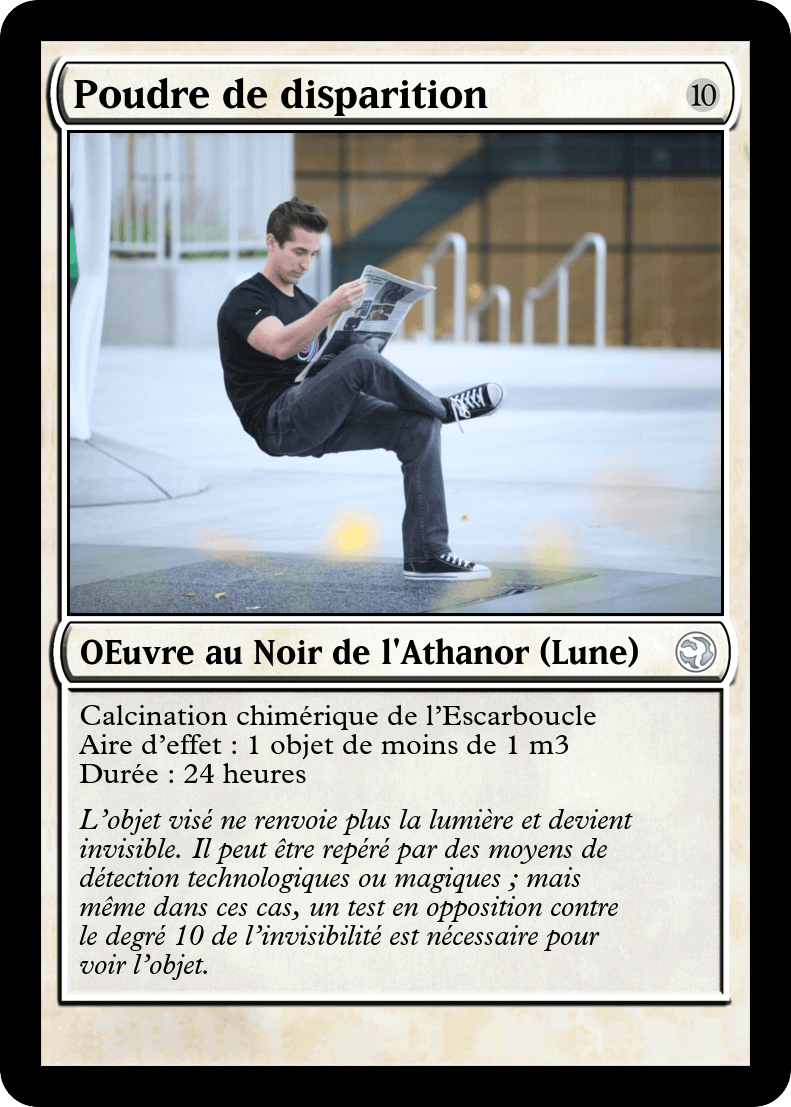 Poudre de disparition 10
OEuvre au Noir de l'Athanor (Lune)
Calcination chimérique de l’Escarboucle
Aire d’effet : 1 objet de moins de 1 m3
Durée : 24 heures
L’objet visé ne renvoie plus la lumière et devient
invisible. Il peut être repéré par des moyens de
détection technologiques ou magiques ; mais
même dans ces cas, un test en opposition contre
le degré 10 de l’invisibilité est nécessaire pour
voir l’objet.